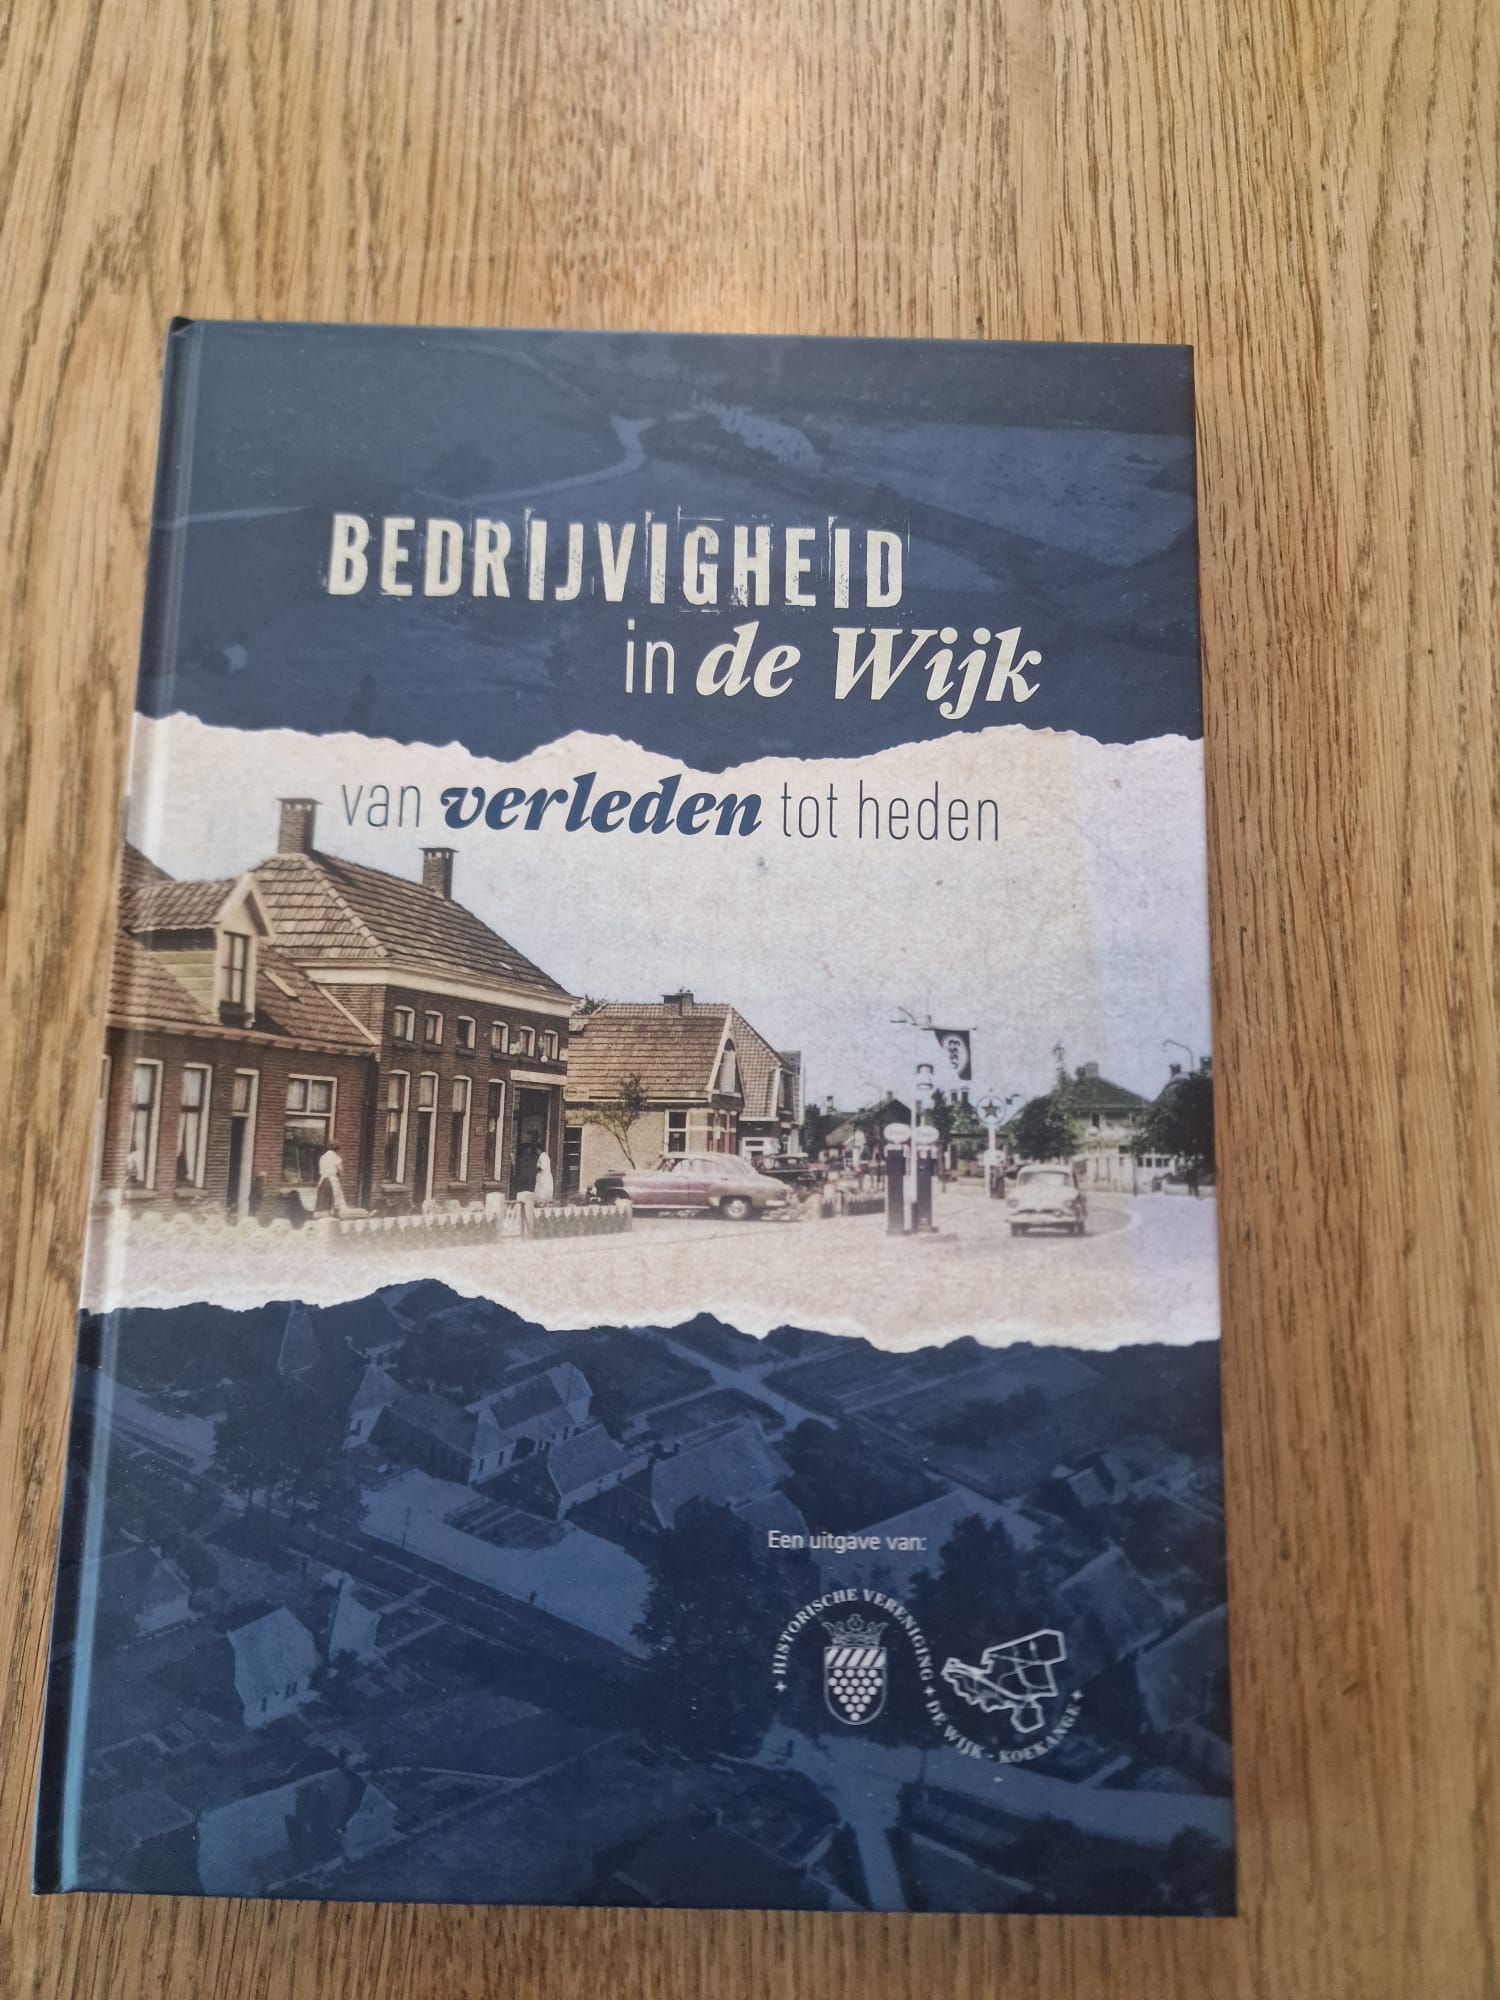 BEDRIJVIGHEID
in de Wijk
van verleden tot heden
Esso
Een uitgave van:
HISTORISCHE VERENIGING
DE WIJK - KOEKANGE